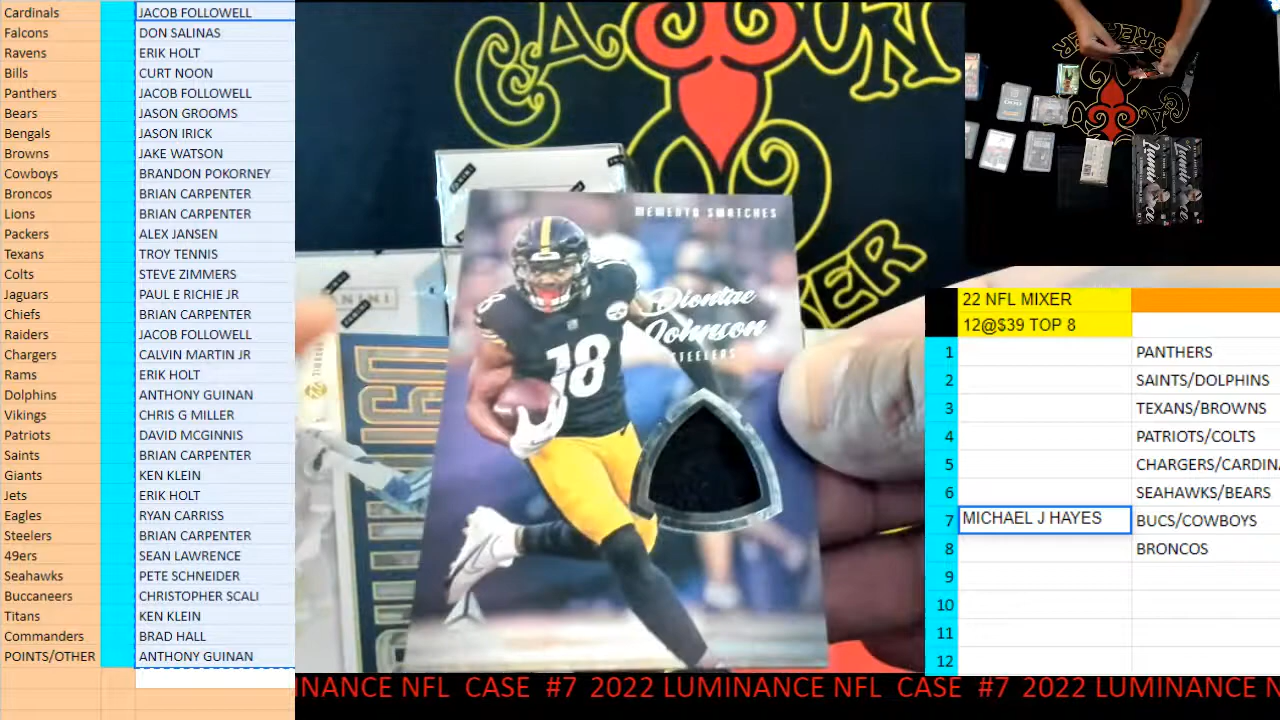 Cardinals JACOB FOLLOWELL
Falcons DON SALINAS
Ravens ERIK HOLT
Bills CURT NOON
Panthers JACOB FOLLOWELL
Bears JASON GROOMS
Bengals JASON IRICK
Browns JAKE WATSON
Cowboys BRANDON POKORNEY
Broncos BRIAN CARPENTER
Lions BRIAN CARPENTER
Packers ALEX JANSEN
Texans TROY TENNIS
Colts STEVE ZIMMERS
Jaguars PAUL E RICHIE JR
Chiefs BRIAN CARPENTER
Raiders JACOB FOLLOWELL
Chargers CALVIN MARTIN JR
Rams ERIK HOLT
Dolphins ANTHONY GUINAN
Vikings CHRIS G MILLER
Patriots DAVID MCGINNIS
Saints BRIAN CARPENTER
Giants KEN KLEIN
Jets ERIK HOLT
Eagles RYAN CARRISS
Steelers BRIAN CARPENTER
49ers SEAN LAWRENCE
Seahawks PETE SCHNEIDER
Buccaneers CHRISTOPHER SCALI
Titans KEN KLEIN
Commanders BRAD HALL
POINTS/OTHER ANTHONY GUINAN
MEMENTO SWATCHES
Diontae
Johnson
STEELERS
18
PANINI
22 NFL MIXER
12@$39 TOP 8
1 PANTHERS
2 SAINTS/DOLPHINS
3 TEXANS/BROWNS
4 PATRIOTS/COLTS
5 CHARGERS/CARDINA
6 SEAHAWKS/BEARS
7 MICHAEL J HAYES BUCS/COWBOYS
8 BRONCOS
9
10
11
12
INANCE NFL CASE #7 2022 LUMINANCE NFL CASE #7 2022 LUMINANCE N